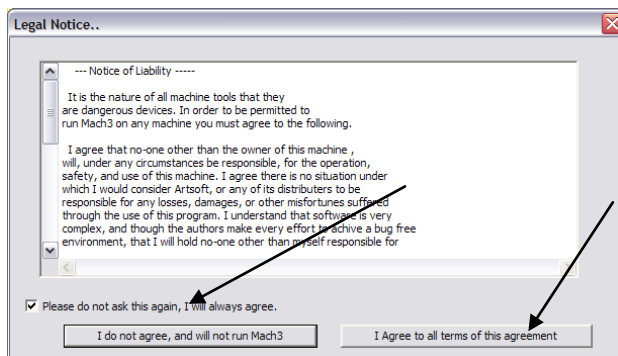 Legal Notice..
--- Notice of Liability -----
It is the nature of all machine tools that they
are dangerous devices. In order to be permitted to
run Mach3 on any machine you must agree to the following.
I agree that no-one other than the owner of this machine ,
will, under any circumstances be responsible, for the operation,
safety, and use of this machine. I agree there is no situation under
which I would consider Artsoft, or any of its distributers to be
responsible for any losses, damages, or other misfortunes suffered
through the use of this program. I understand that software is very
complex, and though the authors make every effort to achive a bug free
environment, that I will hold no-one other than myself responsible for
Please do not ask this again, I will always agree.
I do not agree, and will not run Mach3
I Agree to all terms of this agreement